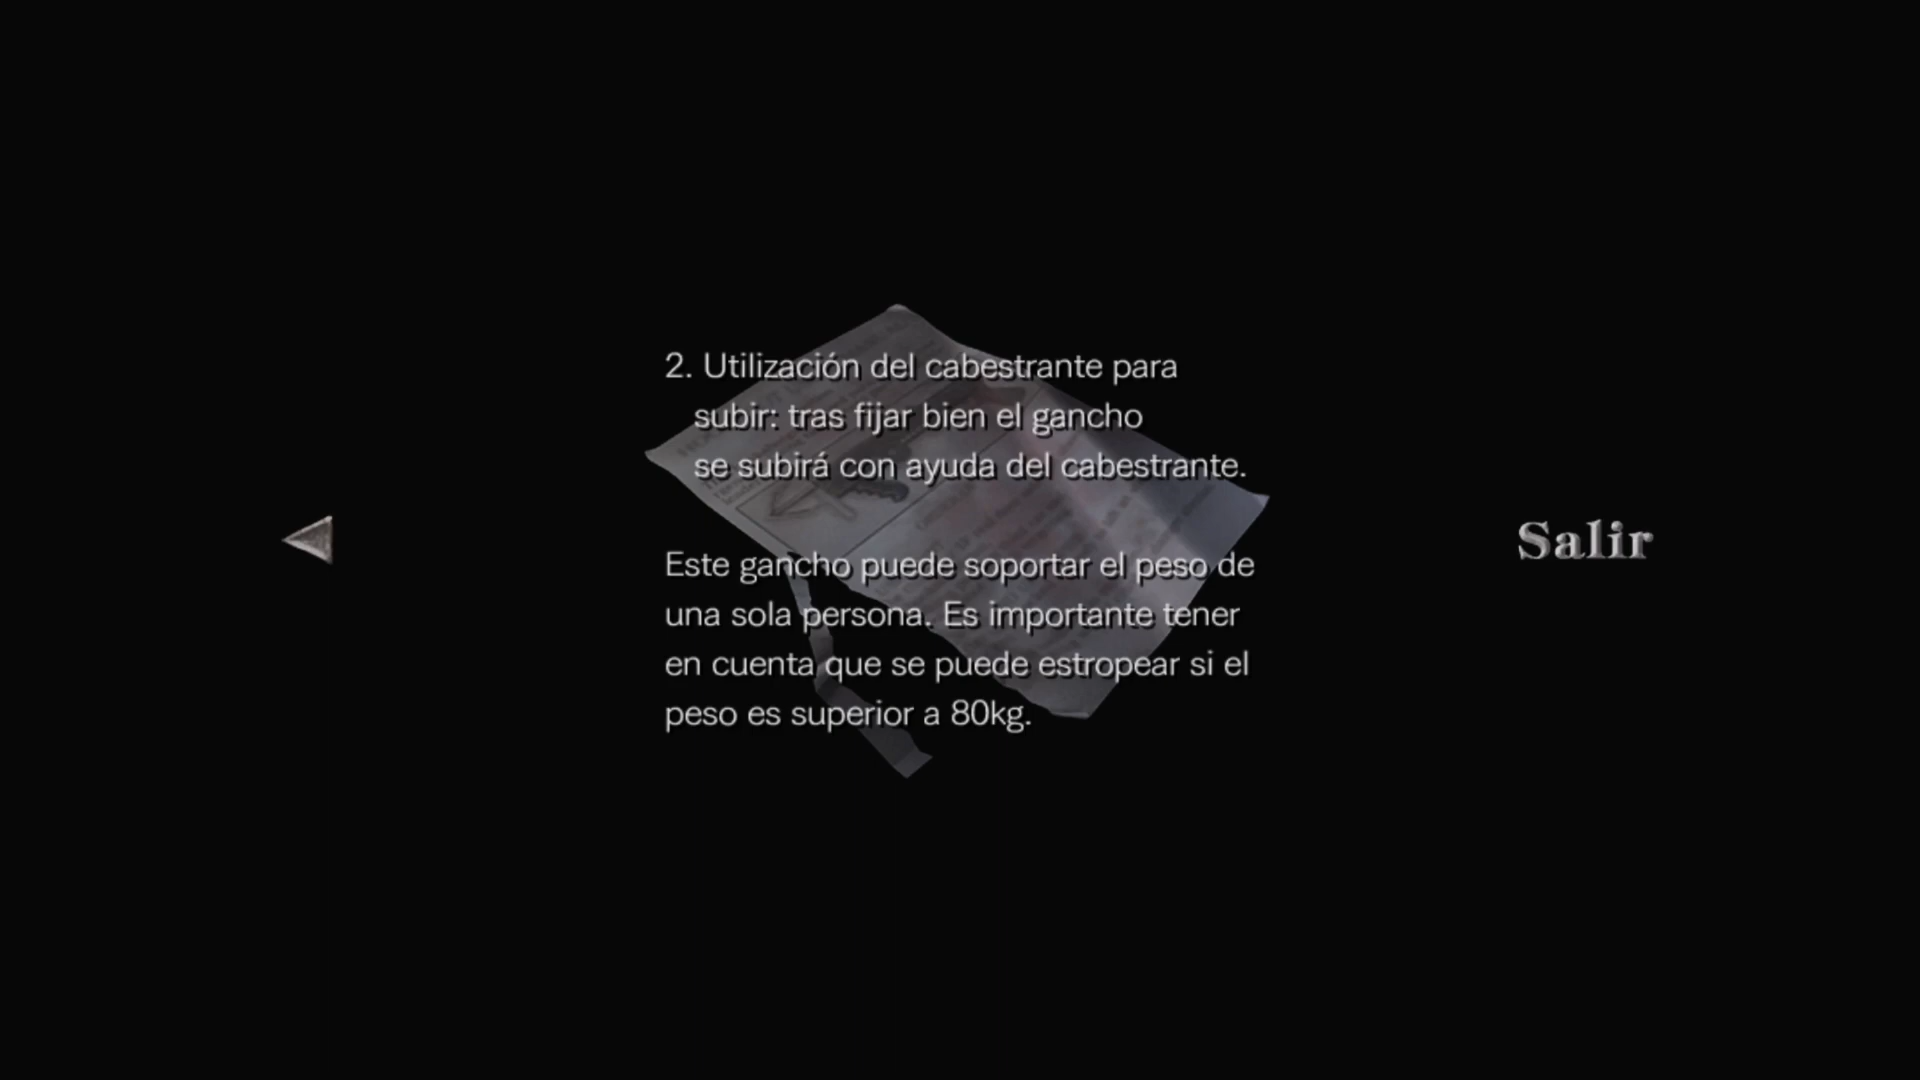 2. Utilización del cabestrante para
subir: tras fijar bien el gancho
se subirá con ayuda del cabestrante.
Este gancho puede soportar el peso de
una sola persona. Es importante tener
en cuenta que se puede estropear si el
peso es superior a 80kg.
Salir